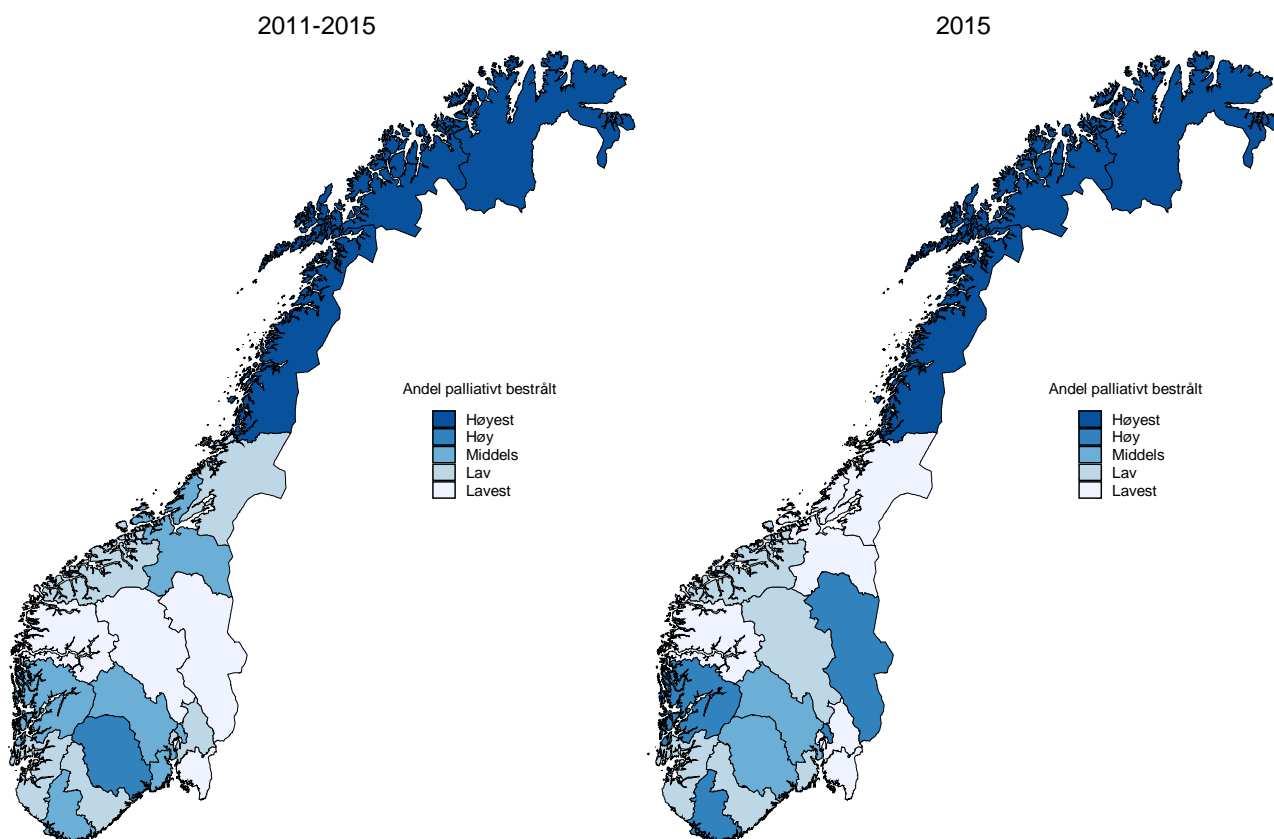 2011-2015
2015
Andel palliativt bestrålt
Høyest
Høy
Middels
Lav
Lavest
Andel palliativt bestrålt
Høyest
Høy
Middels
Lav
Lavest